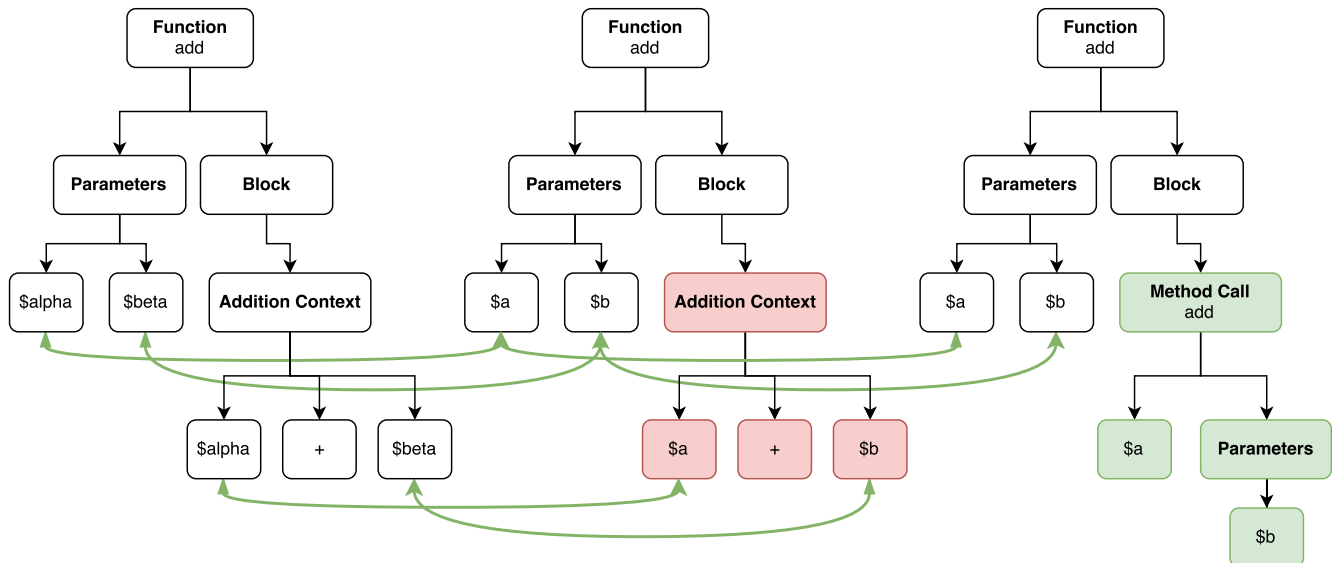 Function
add
Function
add
Function
add
Parameters
Block
Parameters
Block
Parameters
Block
$alpha
$beta
Addition Context
$a
$b
Addition Context
$a
$b
Method Call
add
$alpha
+
$beta
$a
+
$b
$a
Parameters
$b